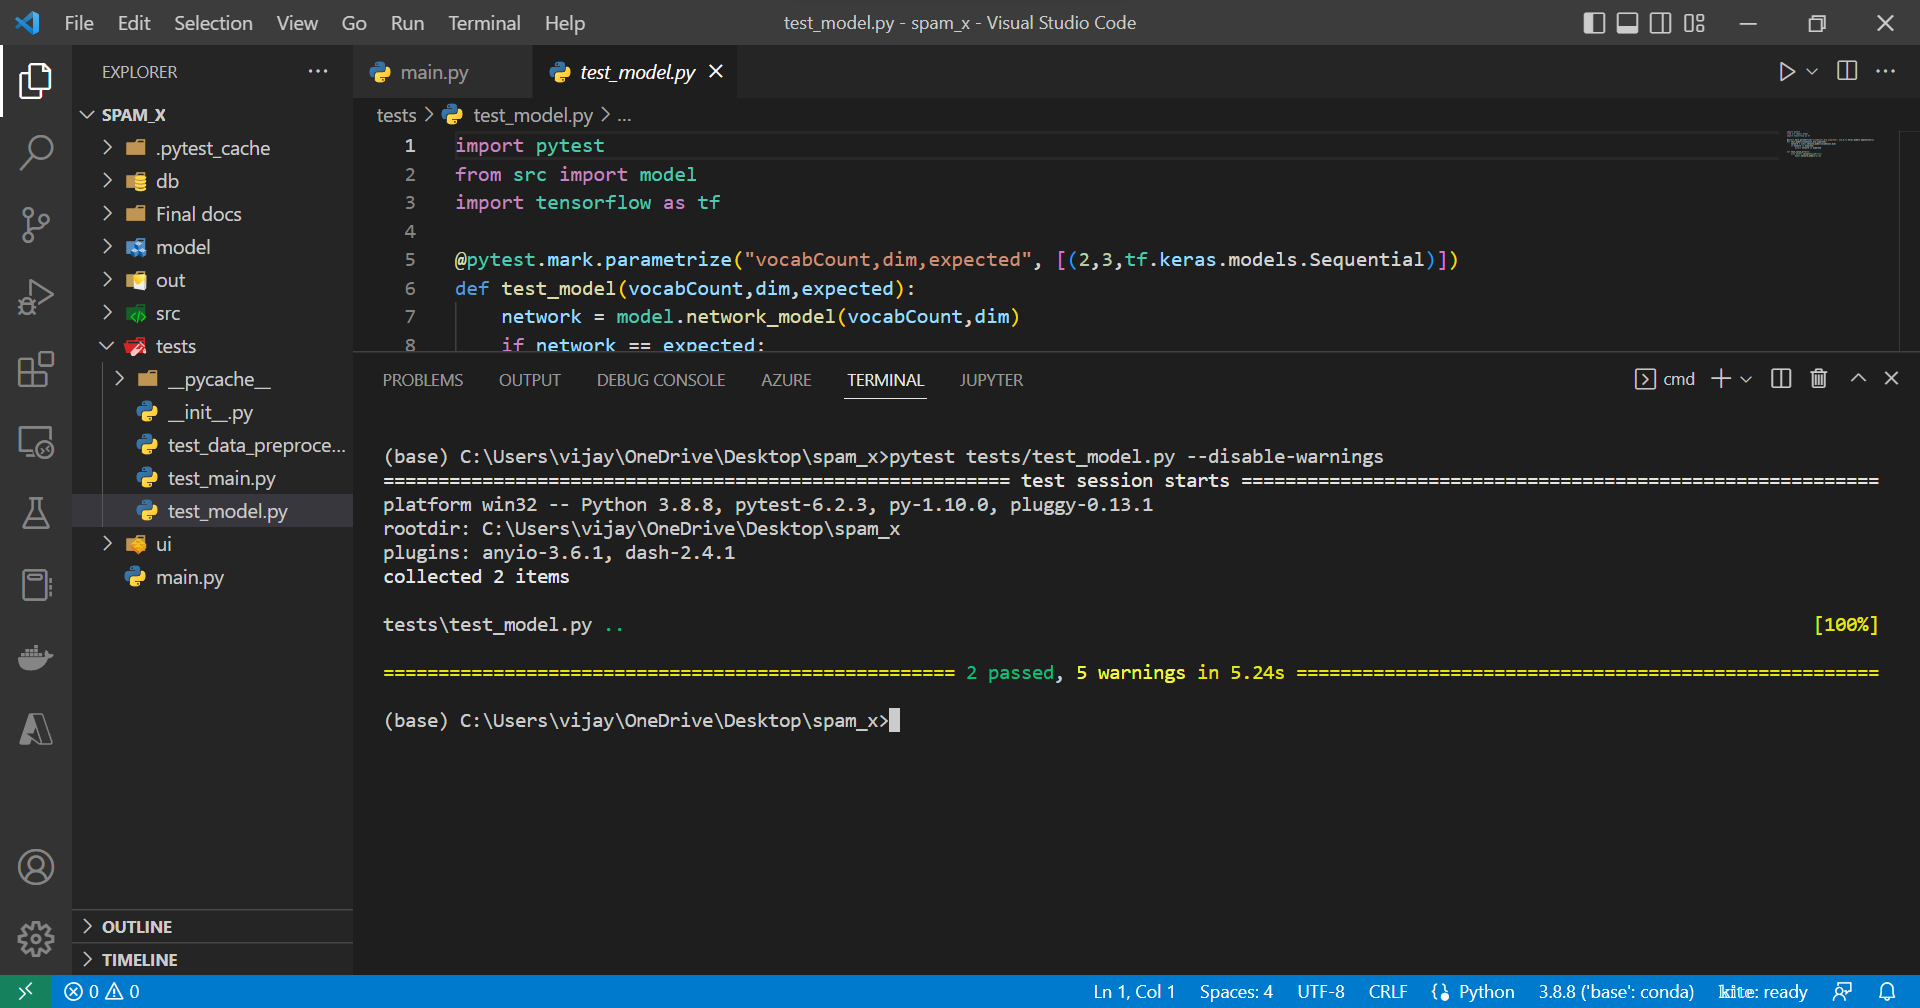 File Edit Selection View Go Run Terminal Help
test_model.py - spam_x - Visual Studio Code
EXPLORER
SPAM_X
.pytest_cache
db
Final docs
model
out
src
tests
__pycache__
__init__.py
test_data_preproce...
test_main.py
test_model.py
ui
main.py
OUTLINE
TIMELINE
main.py
test_model.py
tests > test_model.py > ...
1 import pytest
2 from src import model
3 import tensorflow as tf
4
5 @pytest.mark.parametrize("vocabCount,dim,expected", [(2,3,tf.keras.models.Sequential)])
6 def test_model(vocabCount,dim,expected):
7 network = model.network_model(vocabCount,dim)
8 if network == expected:
PROBLEMS OUTPUT DEBUG CONSOLE AZURE TERMINAL JUPYTER
cmd
(base) C:\Users\vijay\OneDrive\Desktop\spam_x>pytest tests/test_model.py --disable-warnings
========================================================= test session starts ==========================================================
platform win32 -- Python 3.8.8, pytest-6.2.3, py-1.10.0, pluggy-0.13.1
rootdir: C:\Users\vijay\OneDrive\Desktop\spam_x
plugins: anyio-3.6.1, dash-2.4.1
collected 2 items
tests\test_model.py .. [100%]
==================================================== 2 passed, 5 warnings in 5.24s =====================================================
(base) C:\Users\vijay\OneDrive\Desktop\spam_x>
0 0
Ln 1, Col 1 Spaces: 4 UTF-8 CRLF Python 3.8.8 ('base': conda) kite: ready